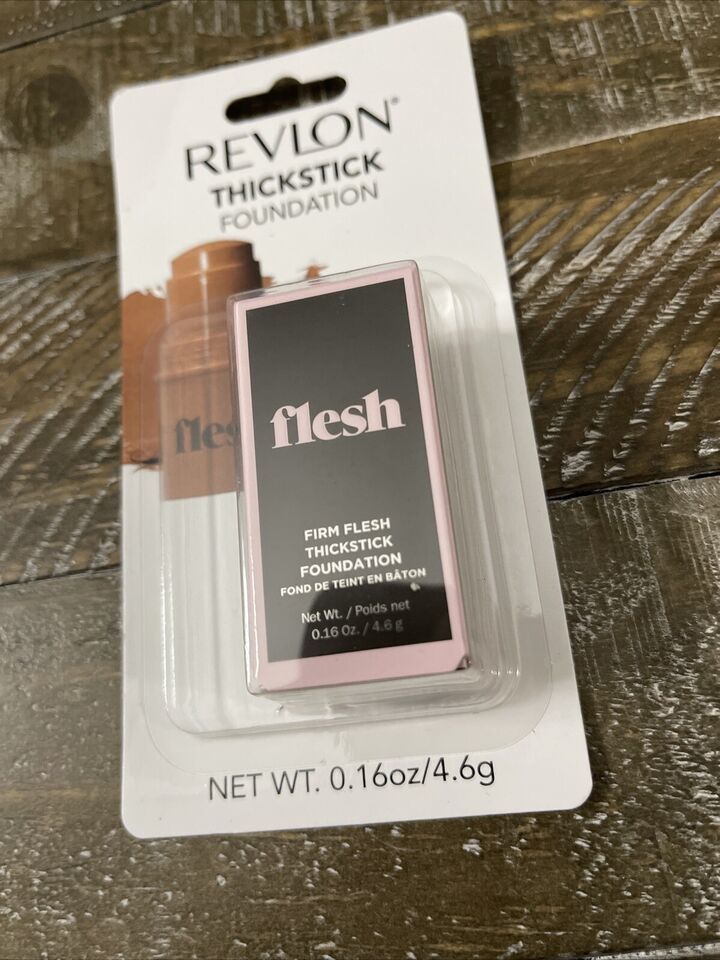 REVLON®
THICKSTICK
FOUNDATION
fles
flesh
FIRM FLESH
THICKSTICK
FOUNDATION
FOND DE TEINT EN BÂTON
Net Wt. / Poids net
0.16 Oz. / 4.6 g
NET WT. 0.16oz/4.6g